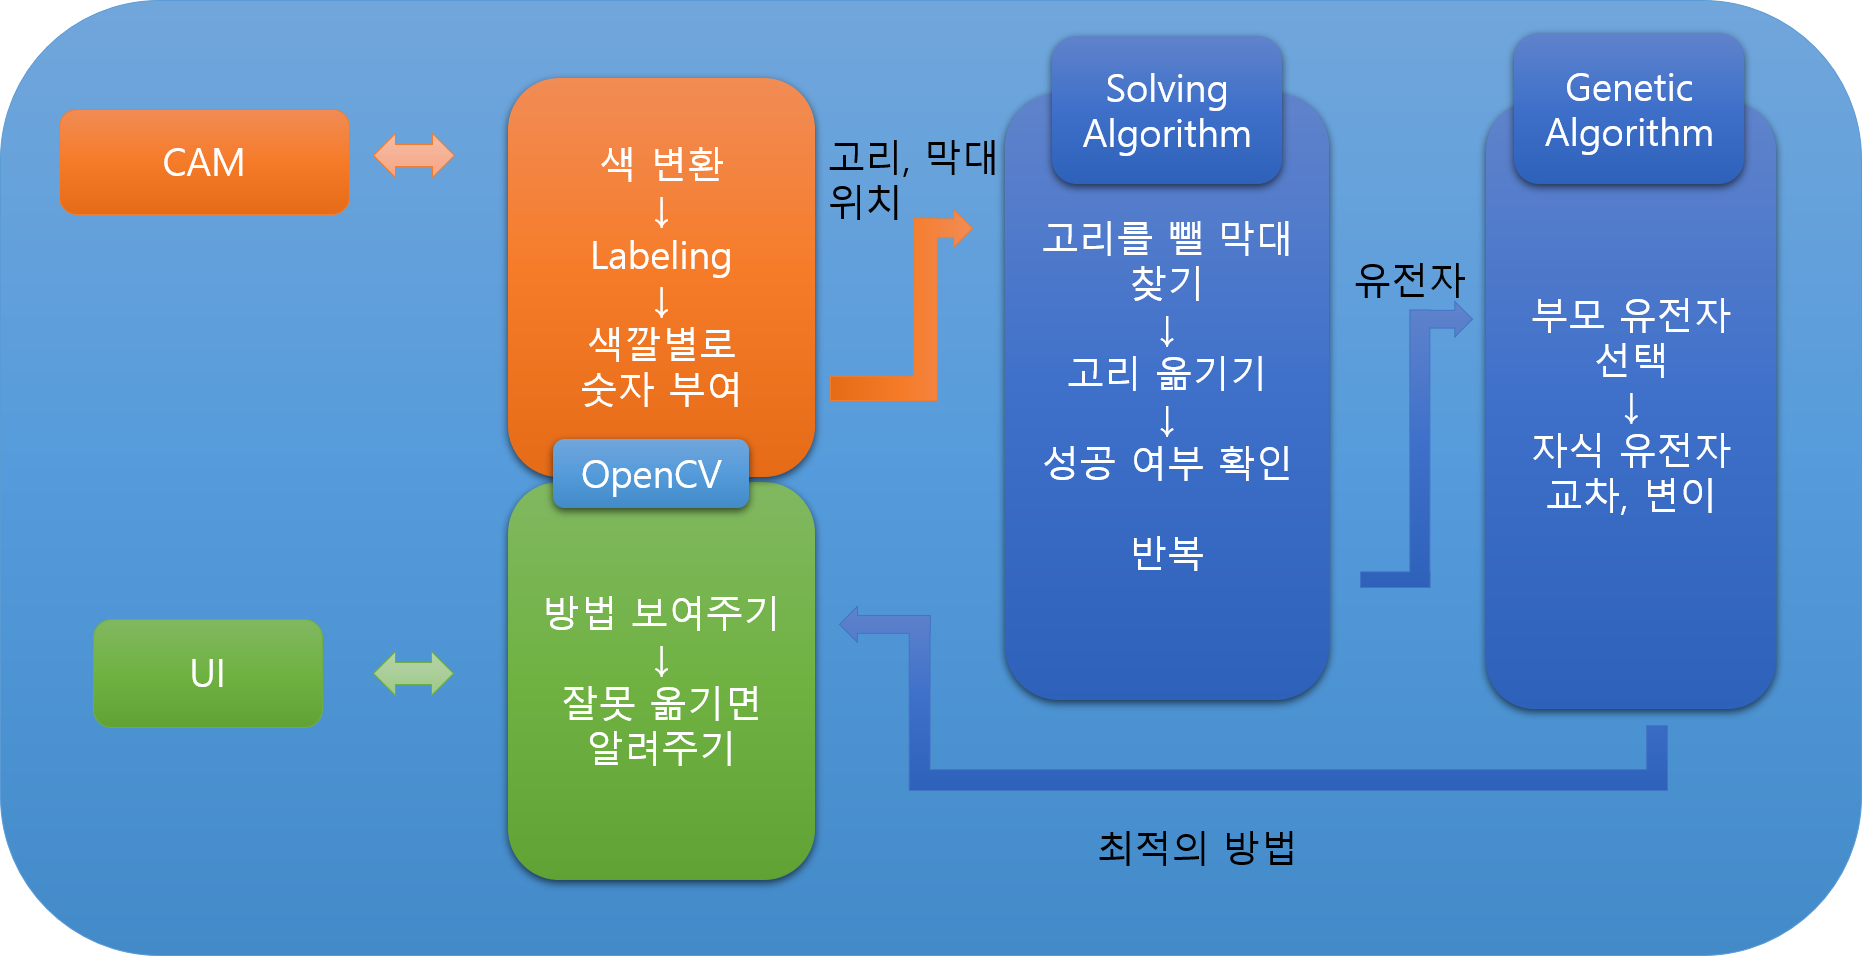 CAM
색 변환
↓
Labeling
↓
색깔별로
숫자 부여
OpenCV
고리, 막대
위치
Solving
Algorithm
고리를 뺄 막대
찾기
↓
고리 옮기기
↓
성공 여부 확인
반복
유전자
Genetic
Algorithm
부모 유전자
선택
↓
자식 유전자
교차, 변이
UI
방법 보여주기
↓
잘못 옮기면
알려주기
최적의 방법